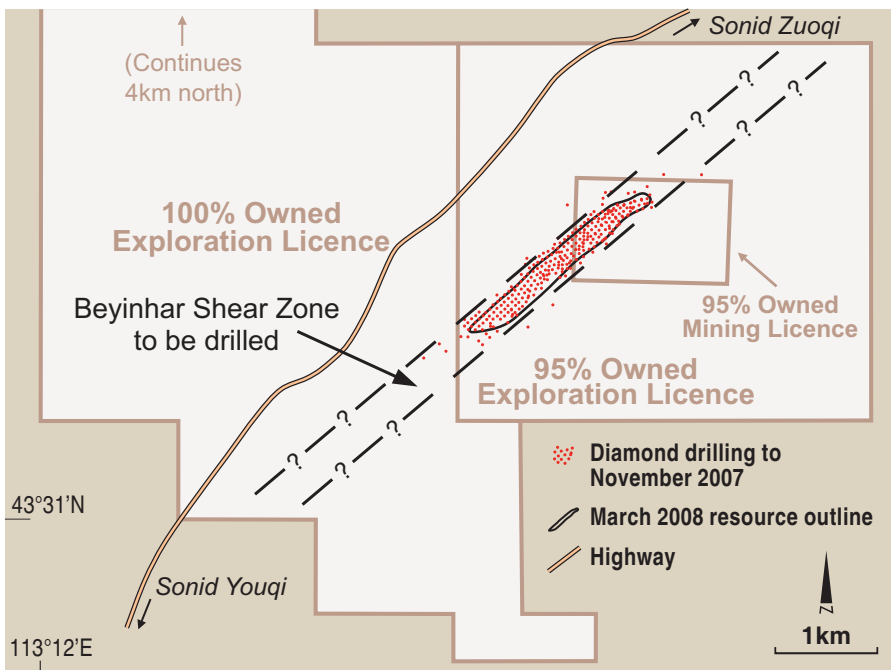 Sonid Zuoqi
(Continues
4km north)
?
?
?
?
100% Owned
Exploration Licence
Beyinhar Shear Zone
to be drilled
95% Owned
Mining Licence
95% Owned
Exploration Licence
?
?
?
?
Diamond drilling to
November 2007
March 2008 resource outline
Highway
43°31'N
Sonid Youqi
113°12'E
N
1km